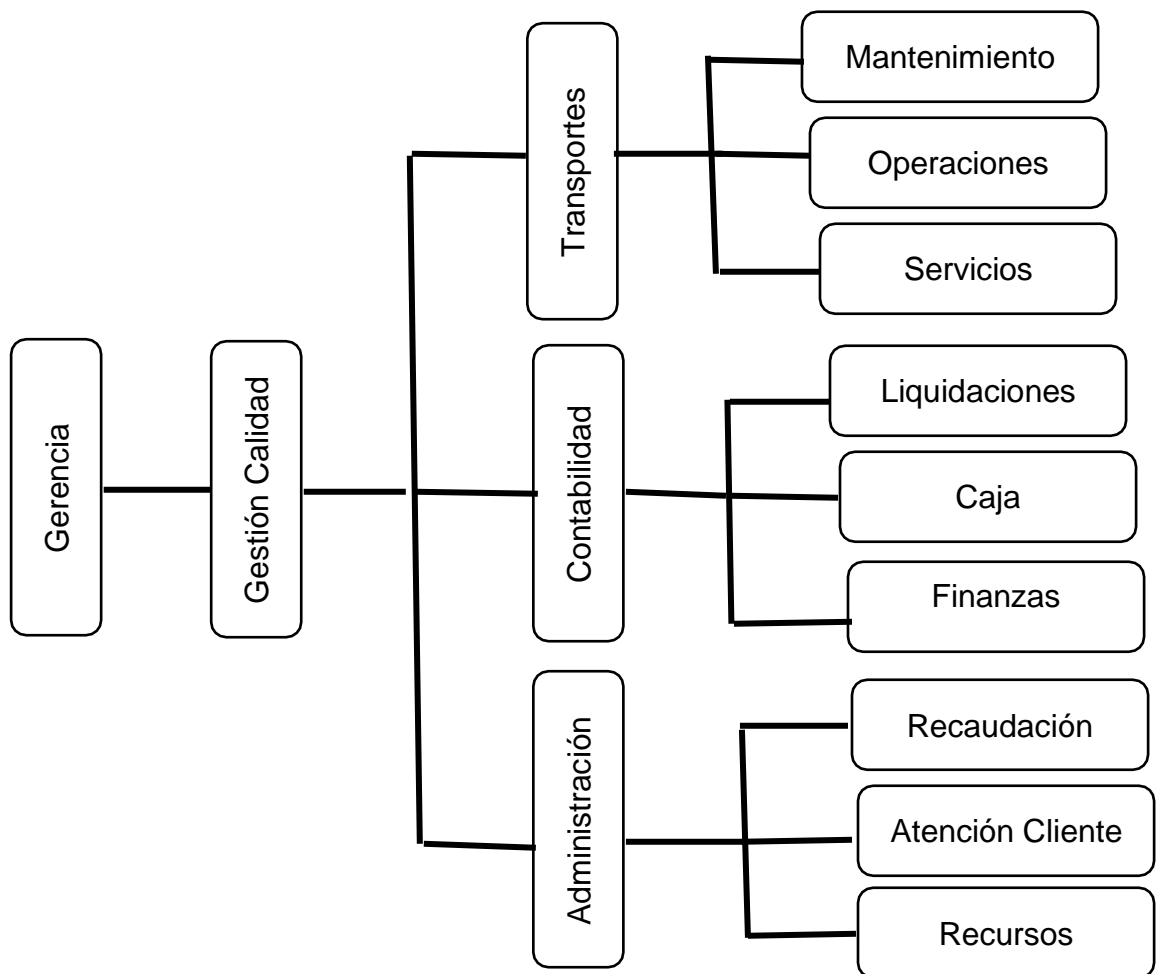 Gerencia
Gestión Calidad
Transportes
Mantenimiento
Operaciones
Servicios
Contabilidad
Liquidaciones
Caja
Finanzas
Administración
Recaudación
Atención Cliente
Recursos